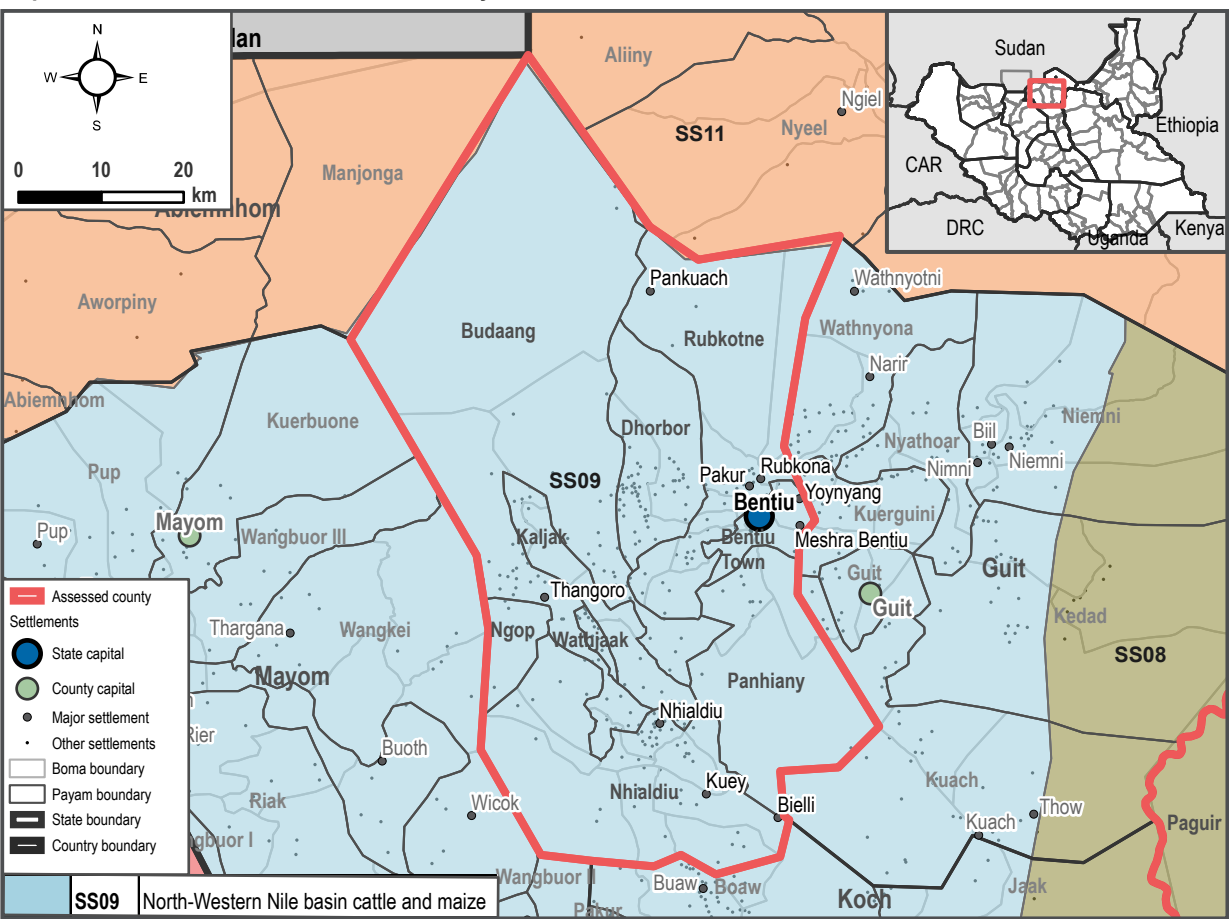 N
W
E
S
0
10
20
km
lan
Aliiny
Ngiel
Nyeel
SS11
Manjonga
Abiemnhom
Aworpiny
Sudan
Ethiopia
CAR
DRC
Uganda
Kenya
Pankuach
Wathnyotni
Budaang
Rubkotne
Wathnyona
Narir
Abiemnhom
Kuerbuone
Dhorbor
Niemni
Nyathoar
Biil
Niemni
Nimni
Pup
SS09
Pakur
Rubkona
Bentiu
Yoynyang
Kuerguini
Mayom
Pup
Wangbuor III
Kaljak
Bentiu
Town
Meshra Bentiu
Guit
Guit
Guit
Kedad
SS08
Thangoro
Thargana
Wangkei
Ngop
Wathjaak
Mayom
Panhiany
Nhialdiu
Rier
Buoth
Riak
Wicok
Nhialdiu
Kuey
Bielli
Kuach
Kuach
Thow
Paguir
gbuor I
Wangbuor II
Buaw
Boaw
Pakur
Koch
Jaak
Assessed county
Settlements
State capital
County capital
Major settlement
Other settlements
Boma boundary
Payam boundary
State boundary
Country boundary
SS09 North-Western Nile basin cattle and maize